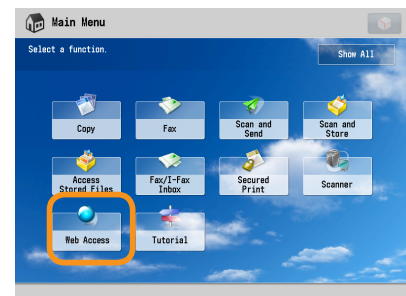 Main Menu
Select a function.
Show All
Copy
Fax
Scan and
Send
Scan and
Store
Access
Stored Files
Fax/I-Fax
Inbox
Secured
Print
Scanner
Web Access
Tutorial